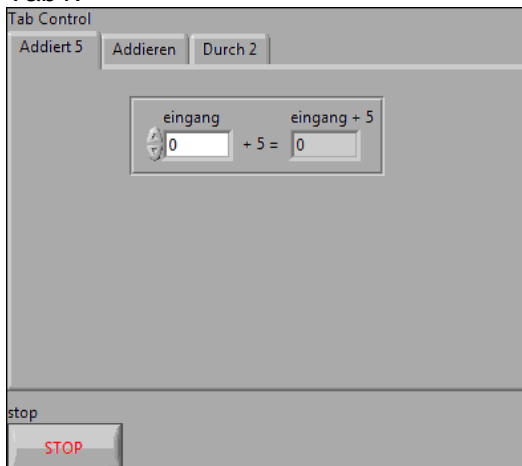 Tab Control
Addiert 5 Addieren Durch 2
eingang eingang + 5
0 + 5 = 0
stop
STOP